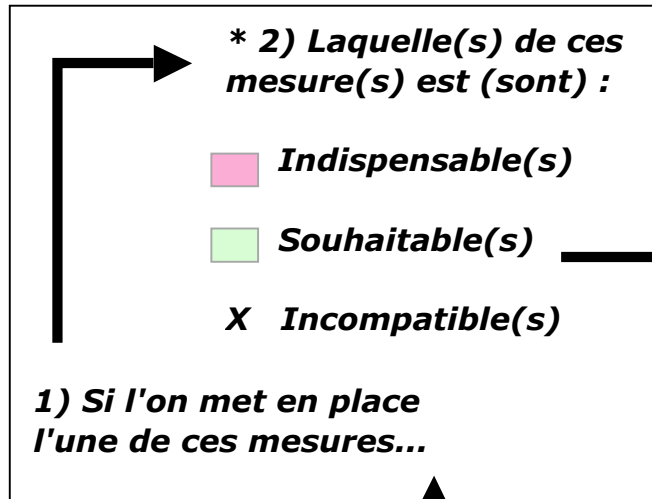 * 2) Laquelle(s) de ces
mesure(s) est (sont) :
Indispensable(s)
Souhaitable(s)
X Incompatible(s)
1) Si l'on met en place
l'une de ces mesures...